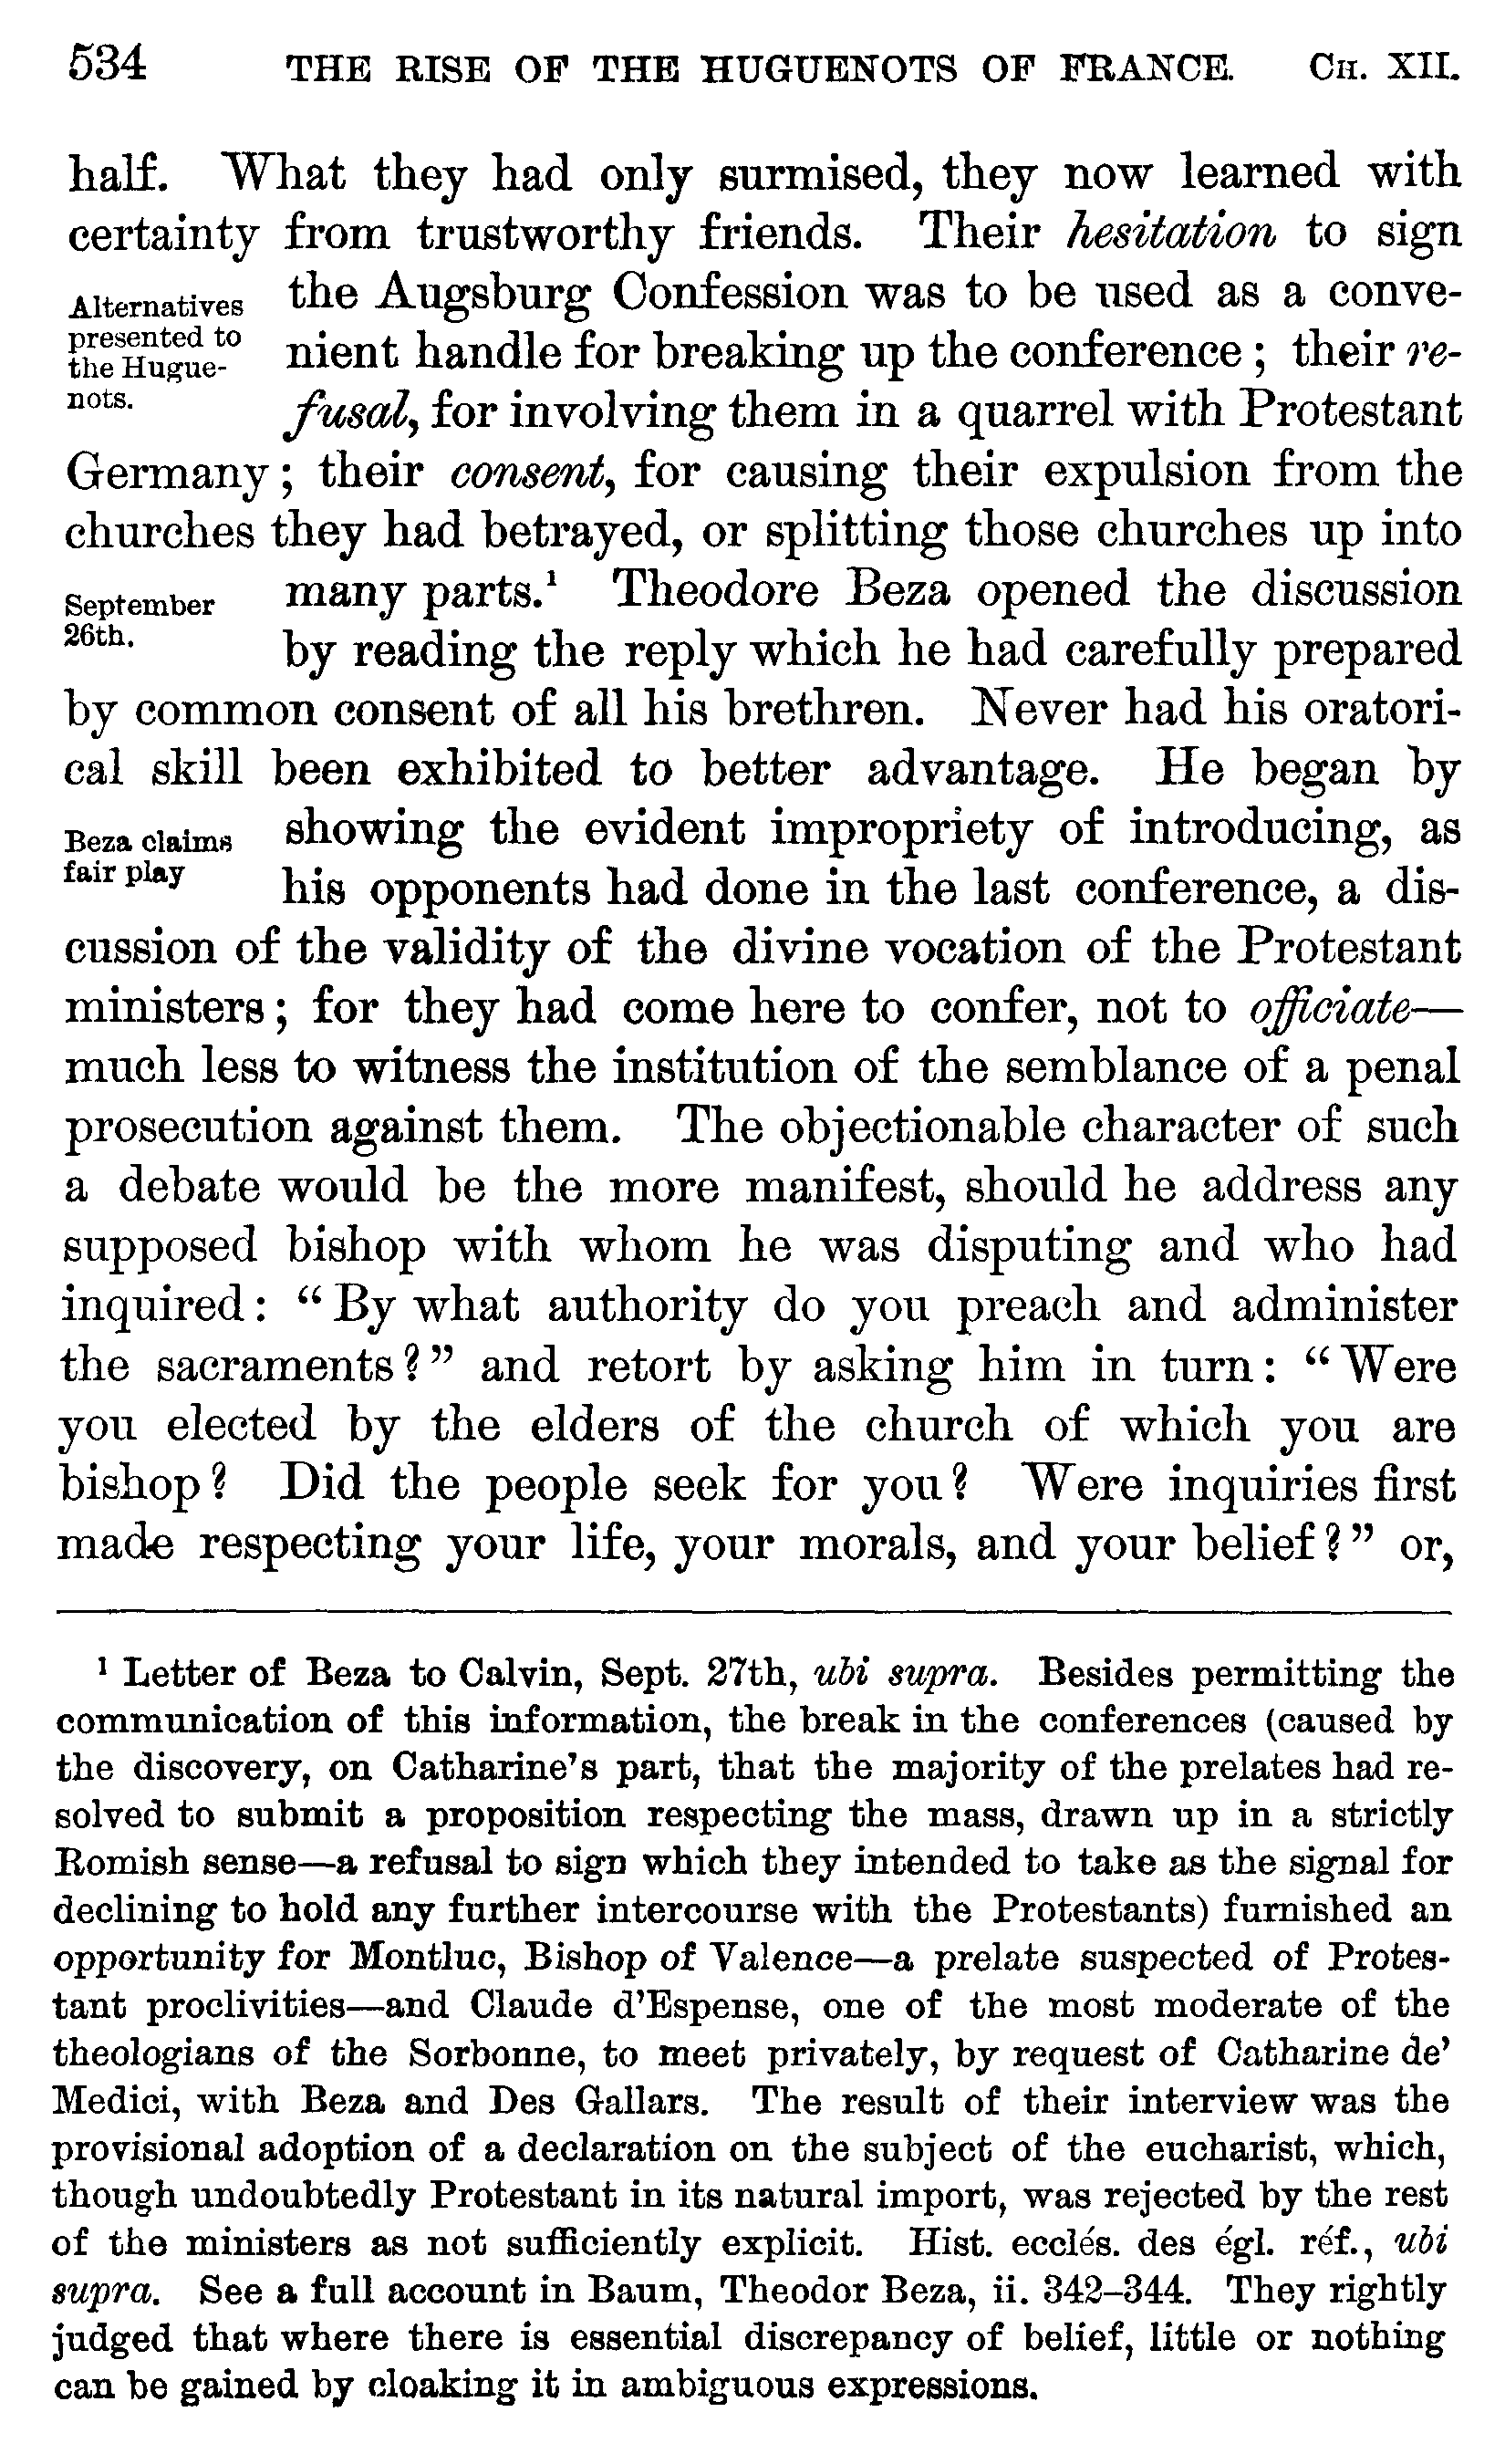 534 THE RISE OF THE HUGUENOTS OF FRANCE. CH. XII.
half. What they had only surmised, they now learned with
certainty from trustworthy friends. Their hesitation to sign
Alternatives
presented to
the Hugue-
nots.
the Augsburg Confession was to be used as a conve-
nient handle for breaking up the conference; their re-
fusal, for involving them in a quarrel with Protestant
Germany; their consent, for causing their expulsion from the
churches they had betrayed, or splitting those churches up into
September
26th.
many parts.¹ Theodore Beza opened the discussion
by reading the reply which he had carefully prepared
by common consent of all his brethren. Never had his oratori-
cal skill been exhibited to better advantage. He began by
Beza claims
fair play
showing the evident impropriety of introducing, as
his opponents had done in the last conference, a dis-
cussion of the validity of the divine vocation of the Protestant
ministers; for they had come here to confer, not to officiate—
much less to witness the institution of the semblance of a penal
prosecution against them. The objectionable character of such
a debate would be the more manifest, should he address any
supposed bishop with whom he was disputing and who had
inquired: “By what authority do you preach and administer
the sacraments?” and retort by asking him in turn: “Were
you elected by the elders of the church of which you are
bishop? Did the people seek for you? Were inquiries first
made respecting your life, your morals, and your belief?” or,
¹ Letter of Beza to Calvin, Sept. 27th, ubi supra. Besides permitting the
communication of this information, the break in the conferences (caused by
the discovery, on Catharine’s part, that the majority of the prelates had re-
solved to submit a proposition respecting the mass, drawn up in a strictly
Romish sense—a refusal to sign which they intended to take as the signal for
declining to hold any further intercourse with the Protestants) furnished an
opportunity for Montluc, Bishop of Valence—a prelate suspected of Protes-
tant proclivities—and Claude d’Espense, one of the most moderate of the
theologians of the Sorbonne, to meet privately, by request of Catharine de’
Medici, with Beza and Des Gallars. The result of their interview was the
provisional adoption of a declaration on the subject of the eucharist, which,
though undoubtedly Protestant in its natural import, was rejected by the rest
of the ministers as not sufficiently explicit. Hist. ecclés. des égl. réf., ubi
supra. See a full account in Baum, Theodor Beza, ii. 342–344. They rightly
judged that where there is essential discrepancy of belief, little or nothing
can be gained by cloaking it in ambiguous expressions.